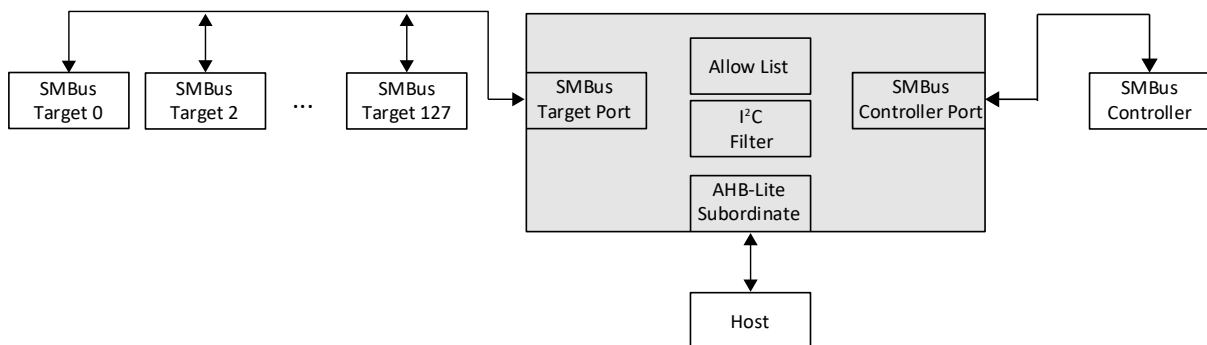 SMBus
Target 0
SMBus
Target 2
...
SMBus
Target 127
SMBus
Target Port
Allow List
I²C
Filter
AHB-Lite
Subordinate
SMBus
Controller Port
SMBus
Controller
Host